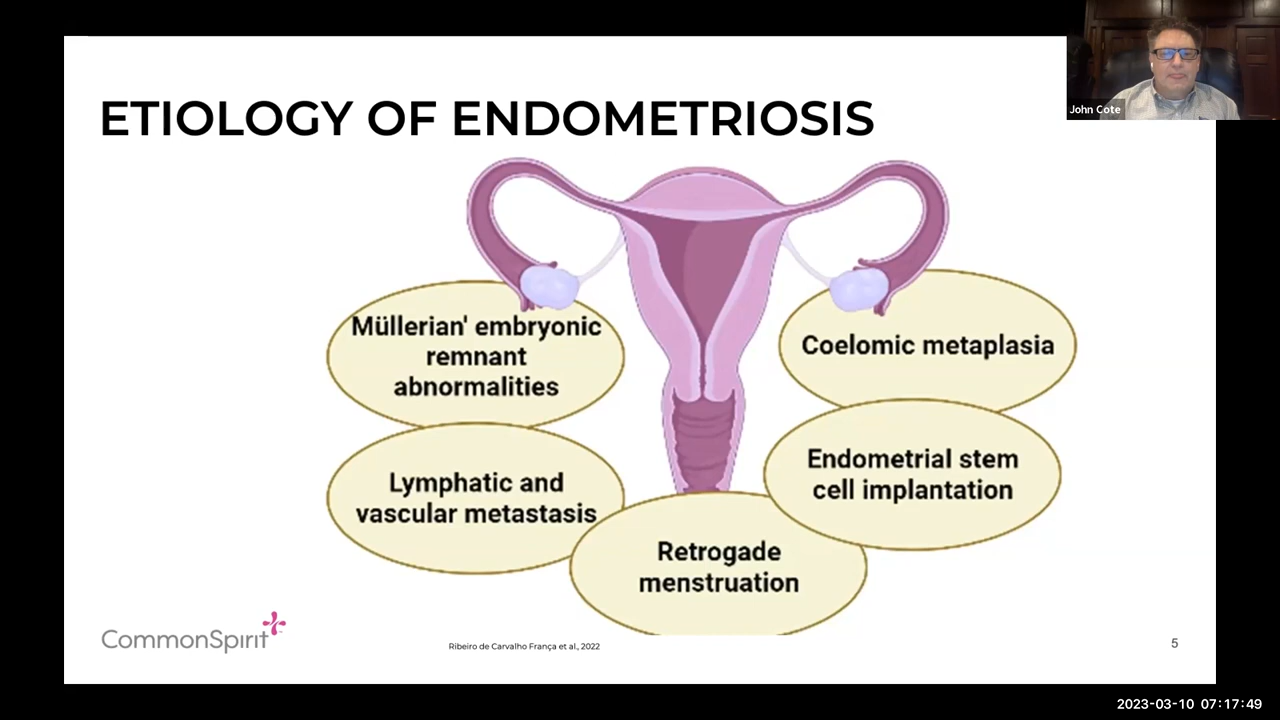 John Cote
ETIOLOGY OF ENDOMETRIOSIS
Müllerian' embryonic
remnant
abnormalities
Coelomic metaplasia
Lymphatic and
vascular metastasis
Endometrial stem
cell implantation
Retrogade
menstruation
CommonSpirit
Ribeiro de Carvalho França et al., 2022
5
2023-03-10 07:17:49